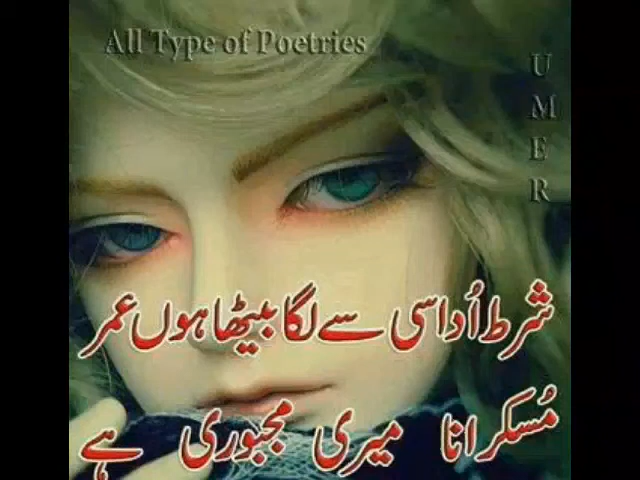 All Type of Poetries
UMER
شرط اُداسی سے لگا بیٹھا ہوں عمر
مُسکرانا میری مجبوری ہے